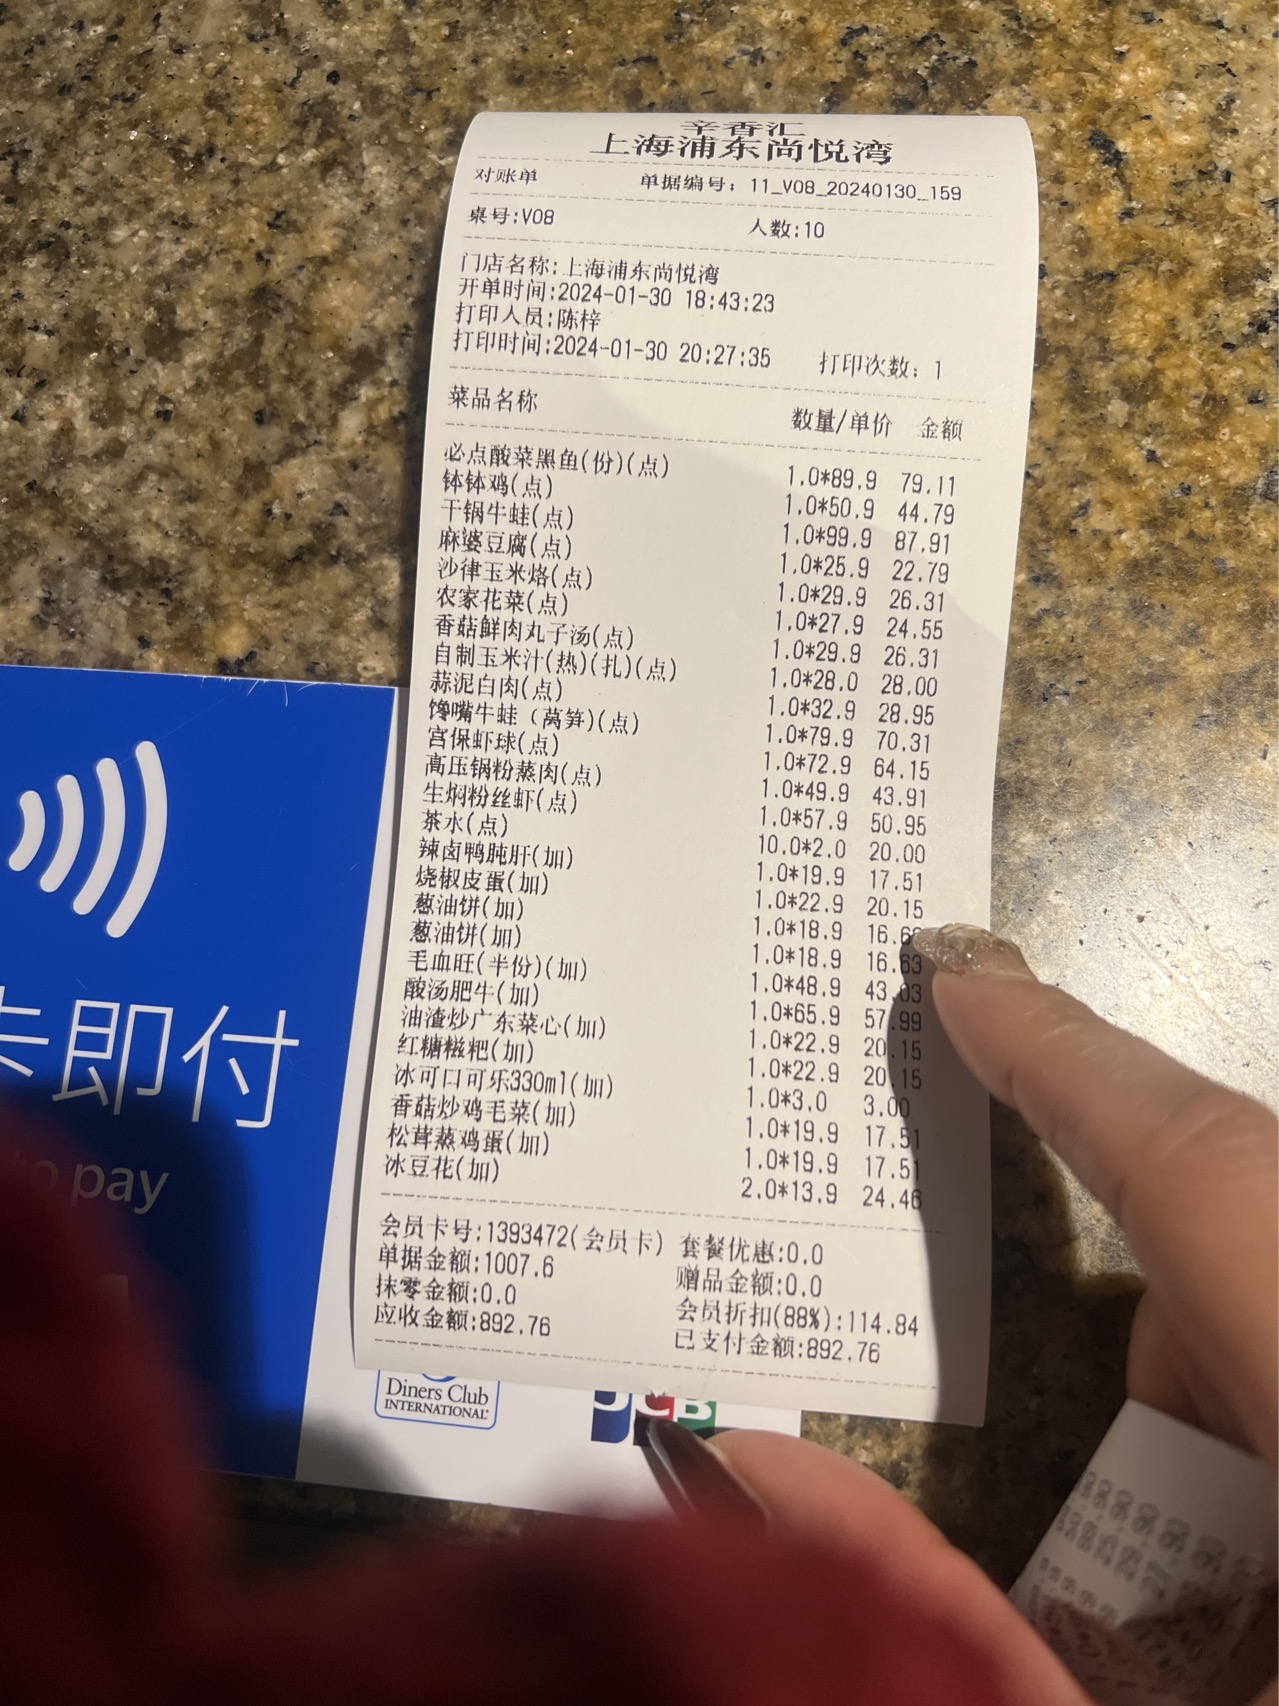 辛香汇
上海浦东尚悦湾
对账单 单据编号：11_V08_20240130_159
桌号:V08 人数:10
门店名称:上海浦东尚悦湾
开单时间:2024-01-30 18:43:23
打印人员:陈梓
打印时间:2024-01-30 20:27:35 打印次数：1
菜品名称 数量/单价 金额
必点酸菜黑鱼(份)(点) 1.0*89.9 79.11
钵钵鸡(点) 1.0*50.9 44.79
干锅牛蛙(点) 1.0*99.9 87.91
麻婆豆腐(点) 1.0*25.9 22.79
沙律玉米烙(点) 1.0*29.9 26.31
农家花菜(点) 1.0*27.9 24.55
香菇鲜肉丸子汤(点) 1.0*29.9 26.31
自制玉米汁(热)(扎)(点) 1.0*28.0 28.00
蒜泥白肉(点) 1.0*32.9 28.95
馋嘴牛蛙（莴笋)(点) 1.0*79.9 70.31
宫保虾球(点) 1.0*72.9 64.15
高压锅粉蒸肉(点) 1.0*49.9 43.91
生焖粉丝虾(点) 1.0*57.9 50.95
茶水(点) 10.0*2.0 20.00
辣卤鸭肫肝(加) 1.0*19.9 17.51
烧椒皮蛋(加) 1.0*22.9 20.15
葱油饼(加) 1.0*18.9 16.63
葱油饼(加) 1.0*18.9 16.63
毛血旺(半份)(加) 1.0*48.9 43.03
酸汤肥牛(加) 1.0*65.9 57.99
油渣炒广东菜心(加) 1.0*22.9 20.15
红糖糍粑(加) 1.0*22.9 20.15
冰可口可乐330ml(加) 1.0*3.0 3.00
香菇炒鸡毛菜(加) 1.0*19.9 17.51
松茸蒸鸡蛋(加) 1.0*19.9 17.51
冰豆花(加) 2.0*13.9 24.46
会员卡号:1393472(会员卡) 套餐优惠:0.0
单据金额:1007.6 赠品金额:0.0
抹零金额:0.0 会员折扣(88%):114.84
应收金额:892.76 已支付金额:892.76
卡即付
to pay
Diners Club
INTERNATIONAL
JCB